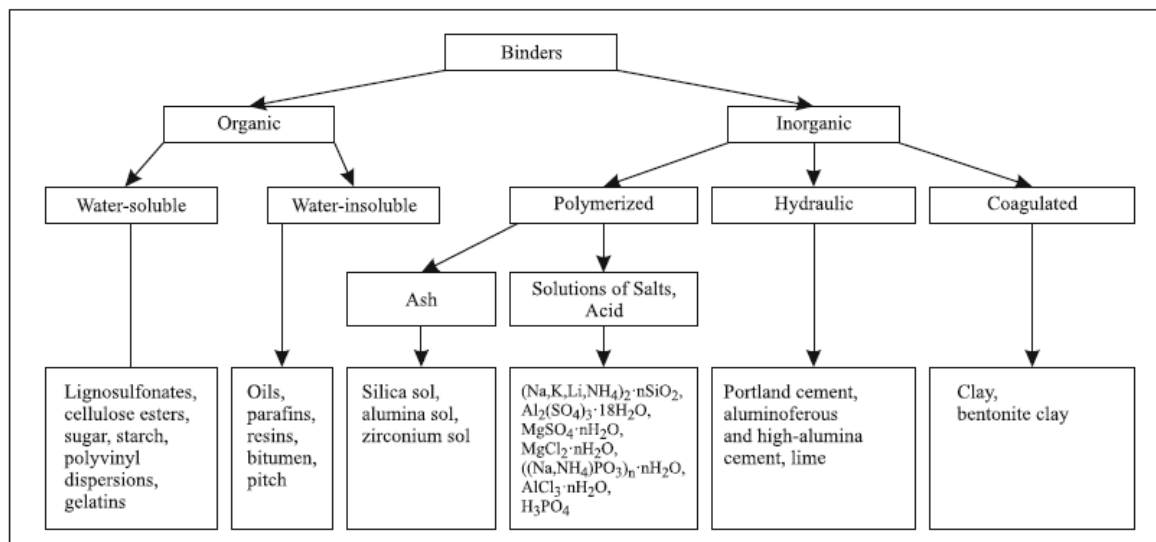 Binders
Organic
Inorganic
Water-soluble
Water-insoluble
Polymerized
Hydraulic
Coagulated
Ash
Solutions of Salts,
Acid
Lignosulfonates,
cellulose esters,
sugar, starch,
polyvinyl
dispersions,
gelatins
Oils,
parafins,
resins,
bitumen,
pitch
Silica sol,
alumina sol,
zirconium sol
(Na,K,Li,NH₄)₂·nSiO₂,
Al₂(SO₄)₃·18H₂O,
MgSO₄·nH₂O,
MgCl₂·nH₂O,
((Na,NH₄)PO₃)ₙ·nH₂O,
AlCl₃·nH₂O,
H₃PO₄
Portland cement,
aluminoferous
and high-alumina
cement, lime
Clay,
bentonite clay